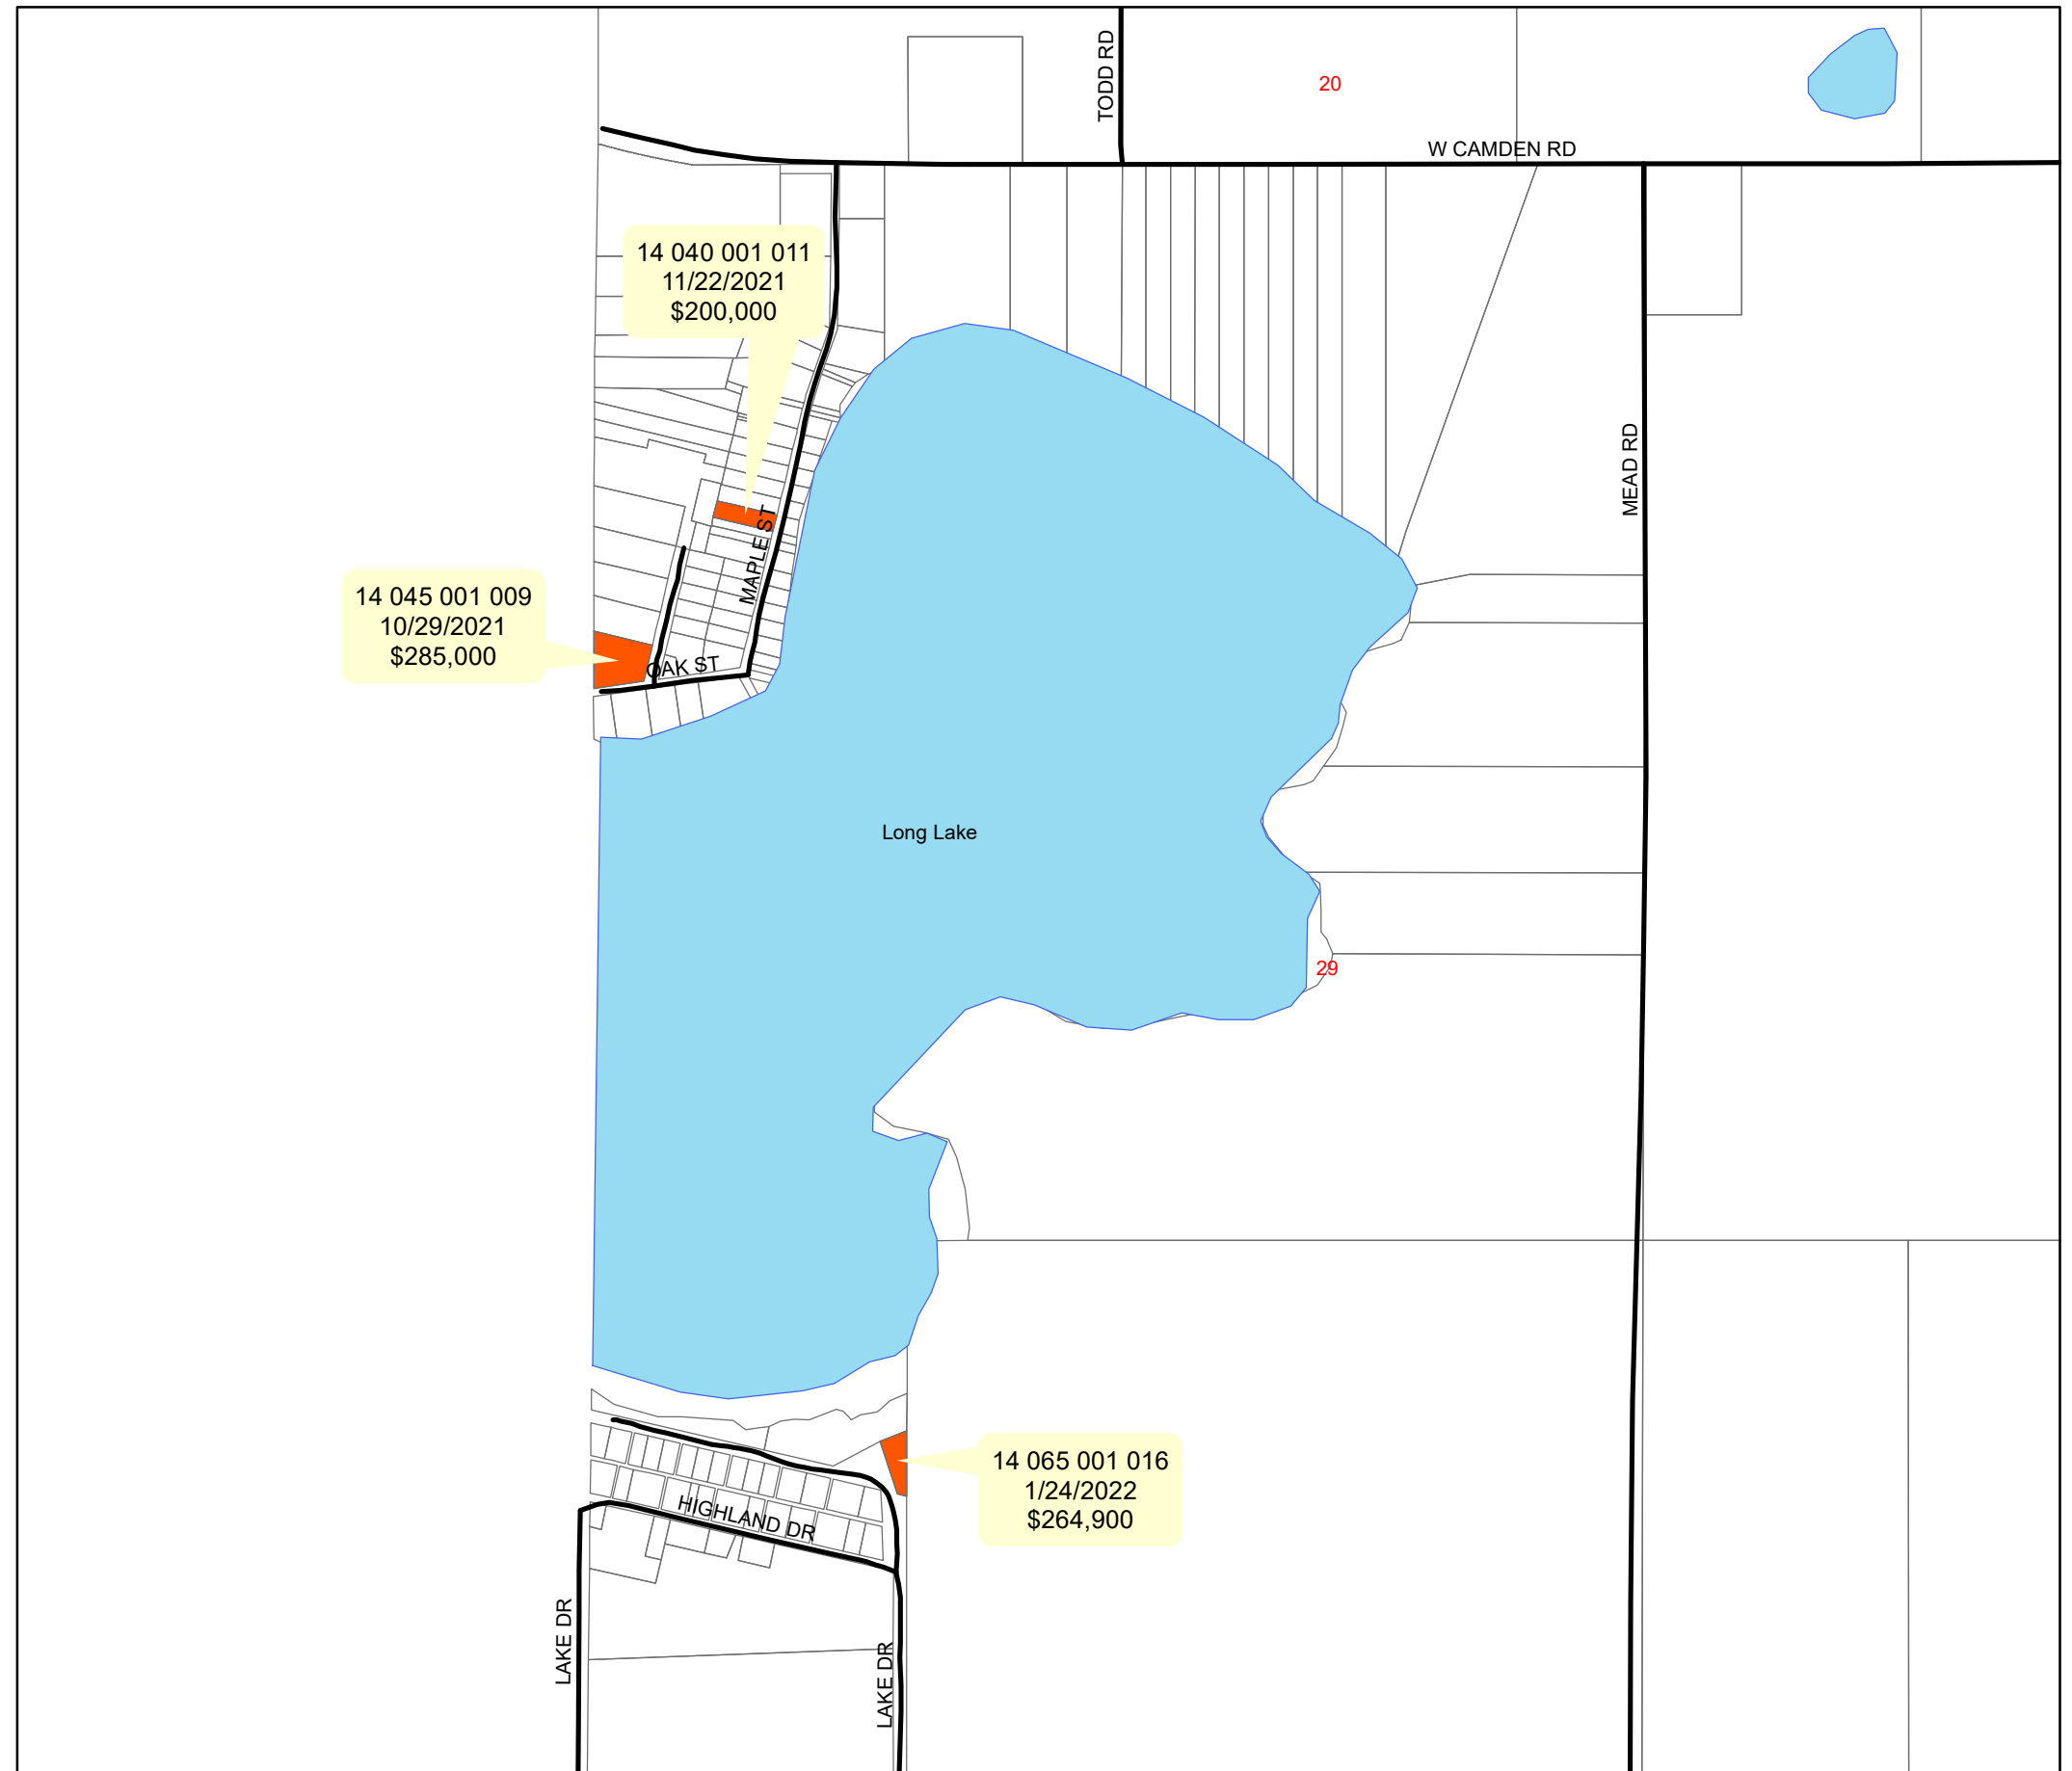 TODD RD
20
W CAMDEN RD
14 040 001 011
11/22/2021
$200,000
MEAD RD
MAPLE ST
14 045 001 009
10/29/2021
$285,000
OAK ST
Long Lake
29
14 065 001 016
1/24/2022
$264,900
HIGHLAND DR
LAKE DR
LAKE DR